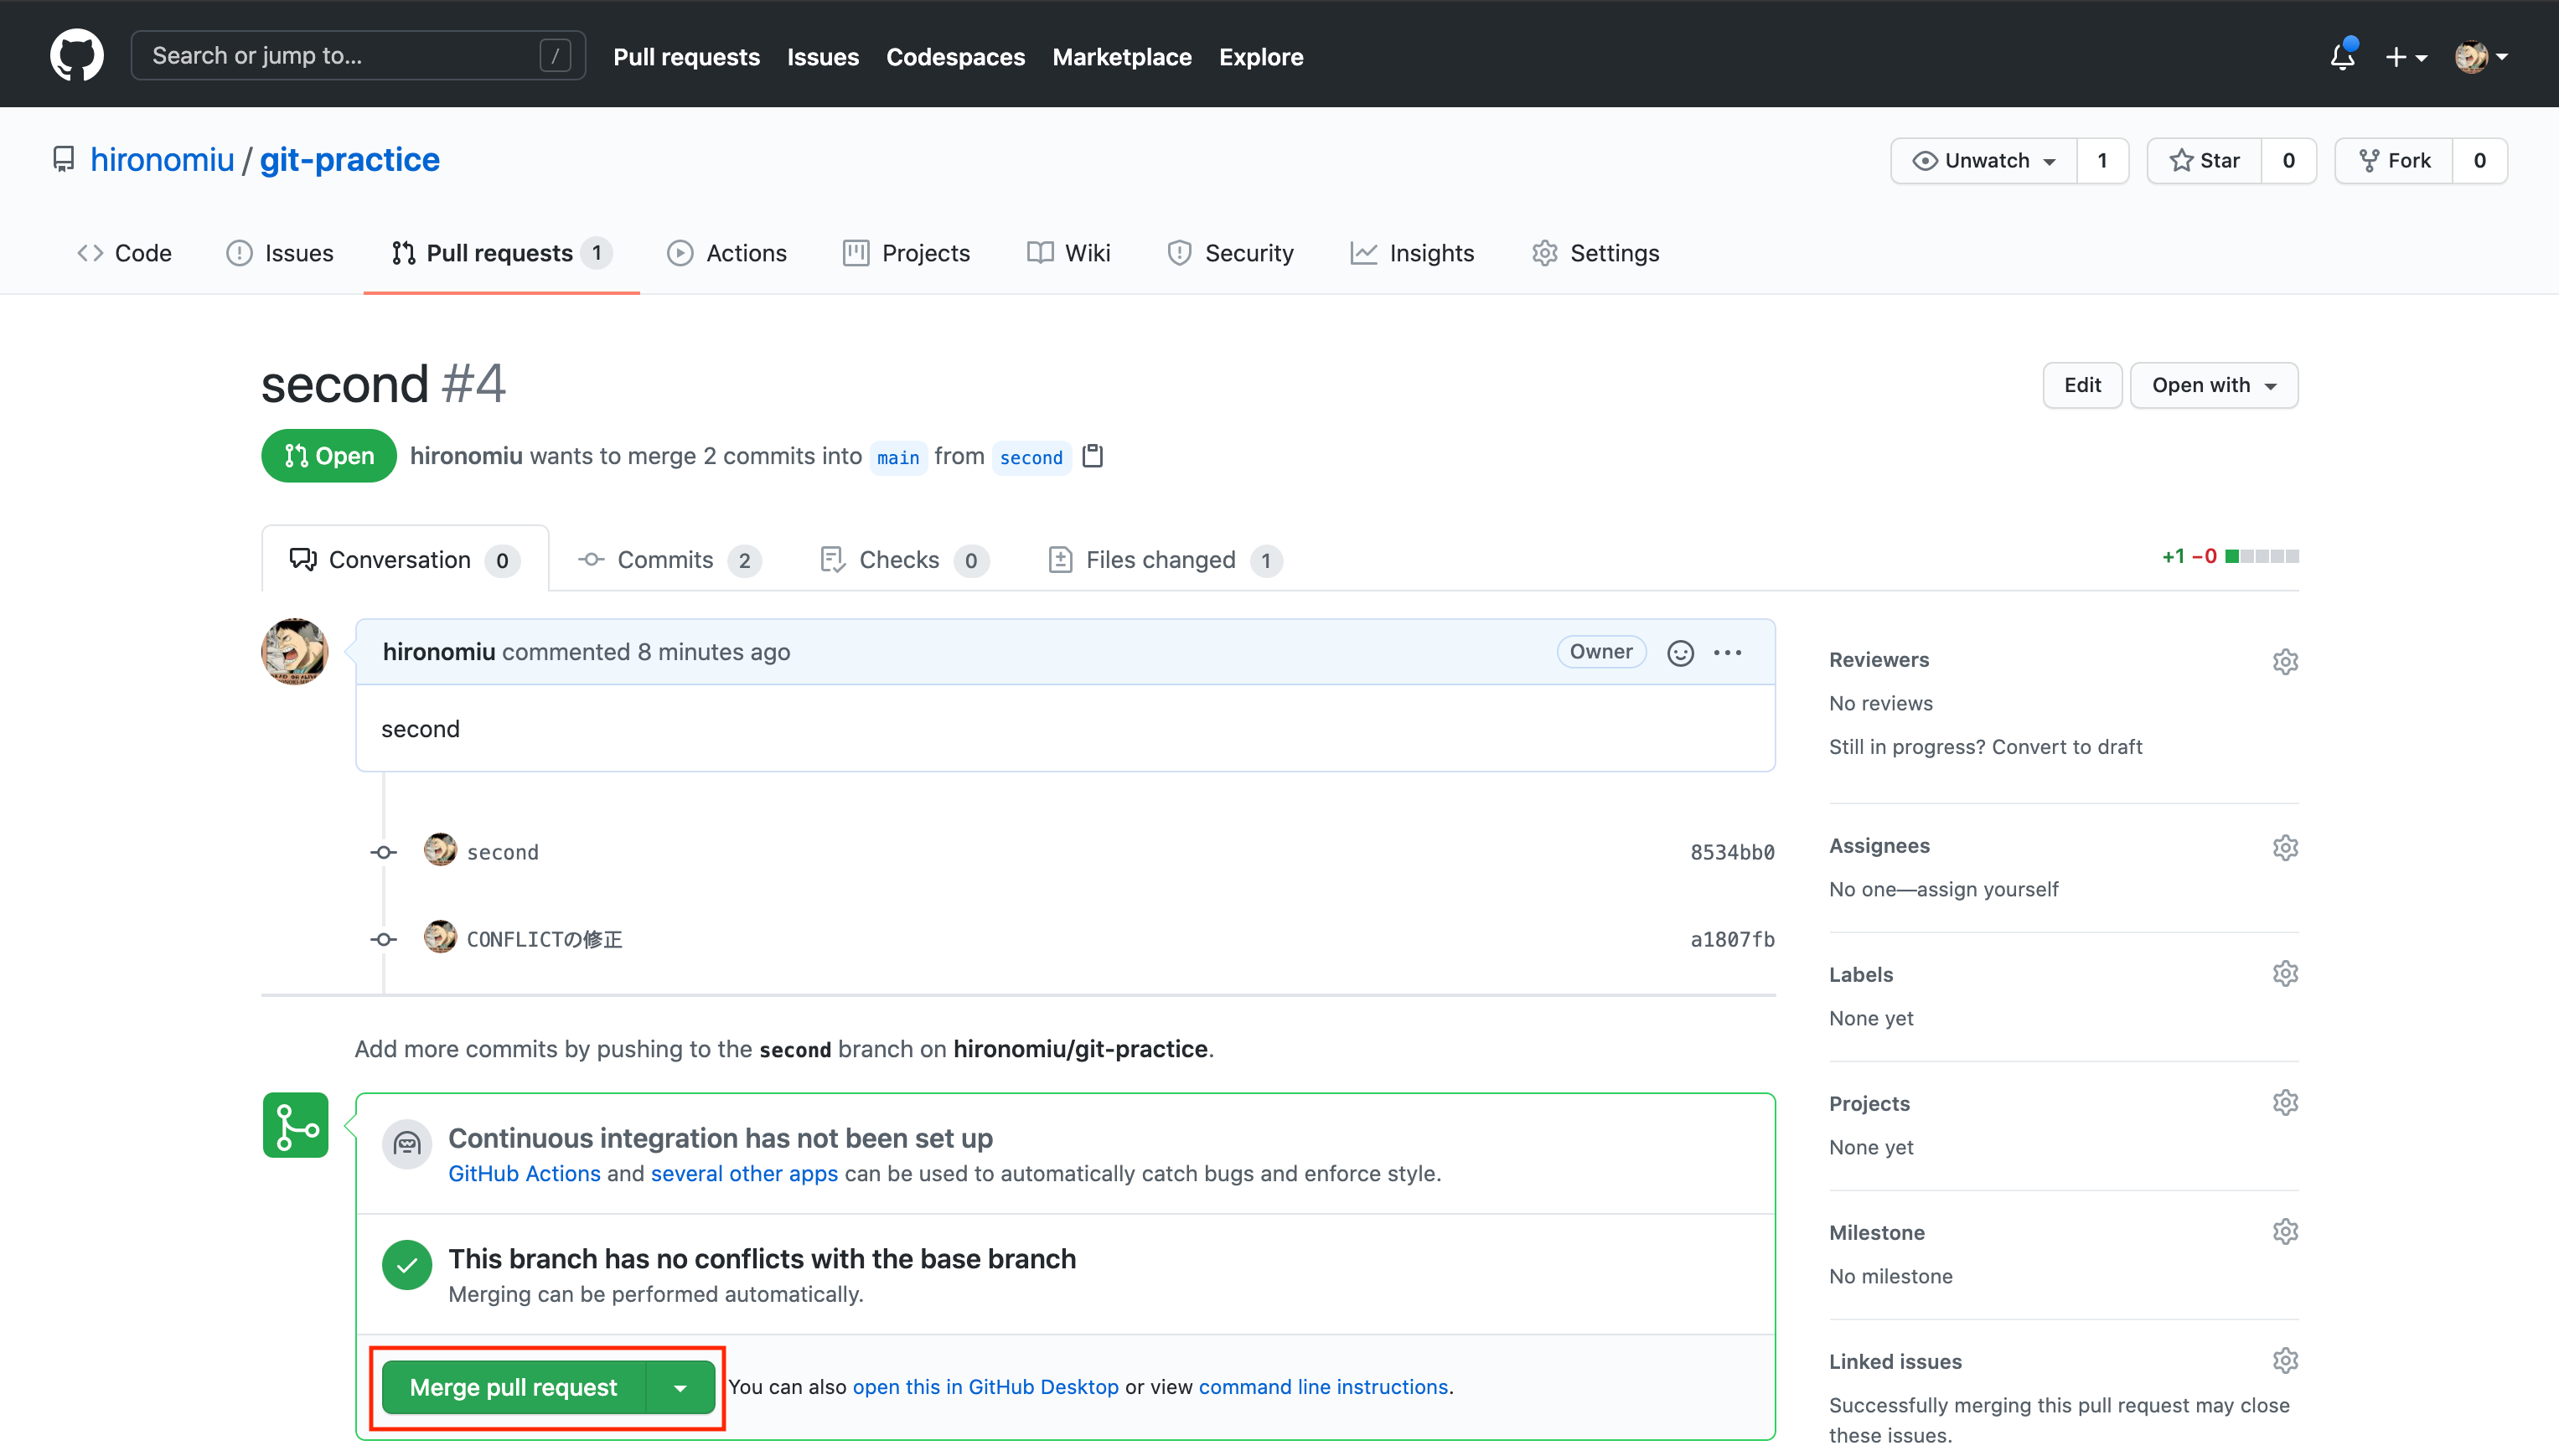 Search or jump to... /
Pull requests Issues Codespaces Marketplace Explore
hironomiu / git-practice
Unwatch 1 Star 0 Fork 0
Code Issues Pull requests 1 Actions Projects Wiki Security Insights Settings
second #4
Edit Open with
Open hironomiu wants to merge 2 commits into main from second
Conversation 0 Commits 2 Checks 0 Files changed 1
+1 −0
hironomiu commented 8 minutes ago
Owner
second
second 8534bb0
CONFLICTの修正 a1807fb
Add more commits by pushing to the second branch on hironomiu/git-practice.
Continuous integration has not been set up
GitHub Actions and several other apps can be used to automatically catch bugs and enforce style.
This branch has no conflicts with the base branch
Merging can be performed automatically.
Merge pull request You can also open this in GitHub Desktop or view command line instructions.
Reviewers
No reviews
Still in progress? Convert to draft
Assignees
No one—assign yourself
Labels
None yet
Projects
None yet
Milestone
No milestone
Linked issues
Successfully merging this pull request may close
these issues.